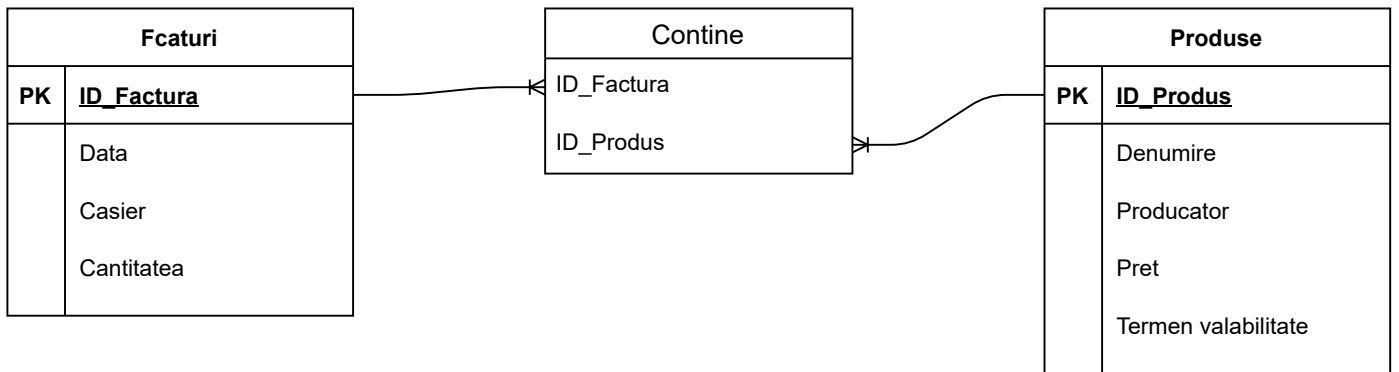 Fcaturi
PK ID_Factura
Data
Casier
Cantitatea
Contine
ID_Factura
ID_Produs
Produse
PK ID_Produs
Denumire
Producator
Pret
Termen valabilitate